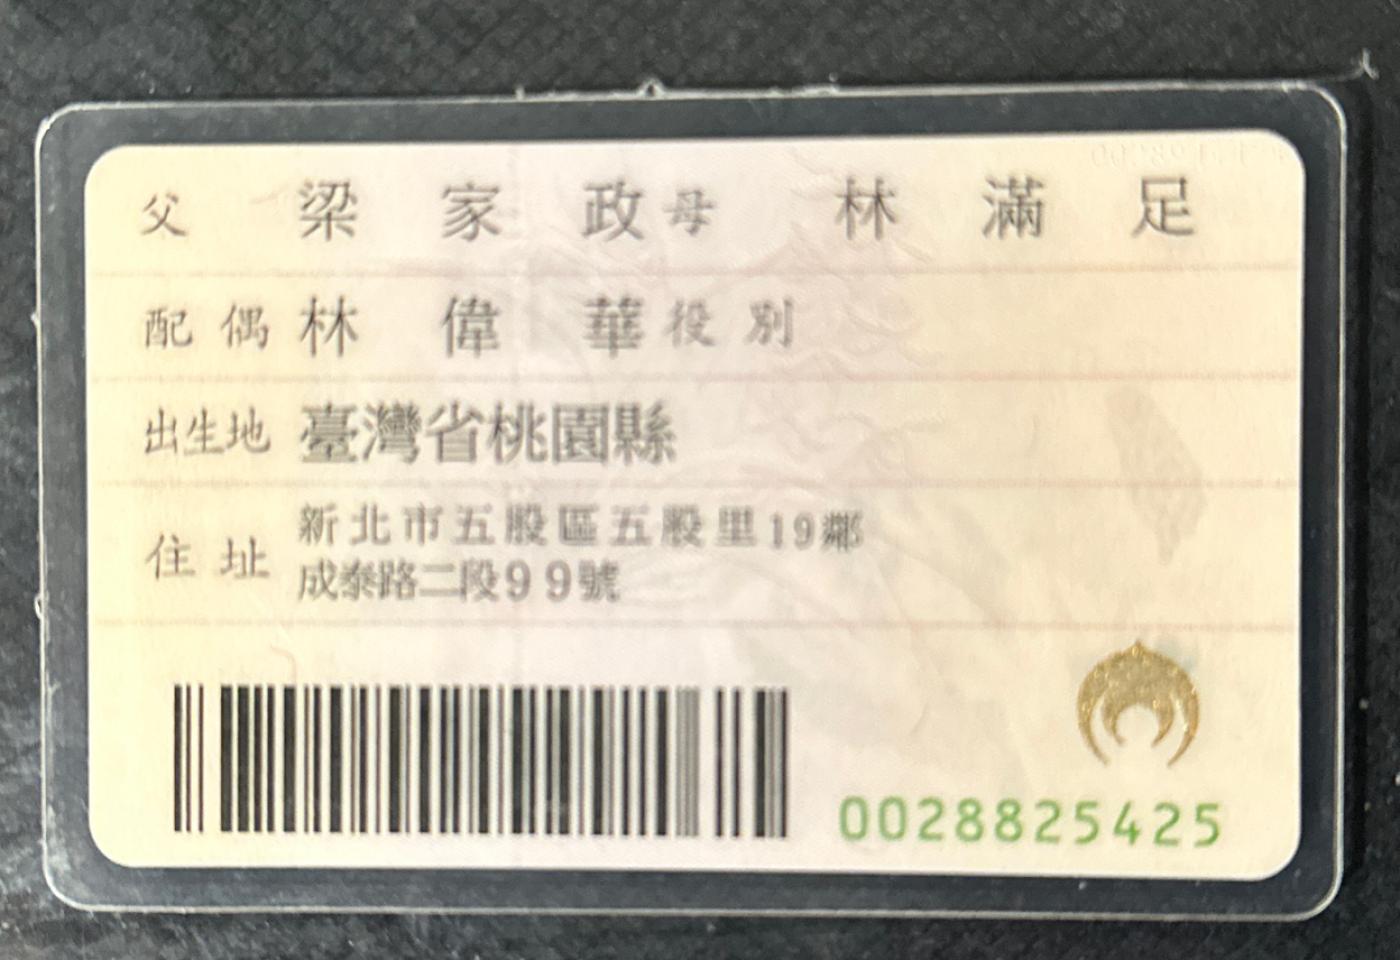 父 梁家政 母 林滿足
配偶 林偉華 役別
出生地 臺灣省桃園縣
住址 新北市五股區五股里19鄰
成泰路二段99號
0028825425